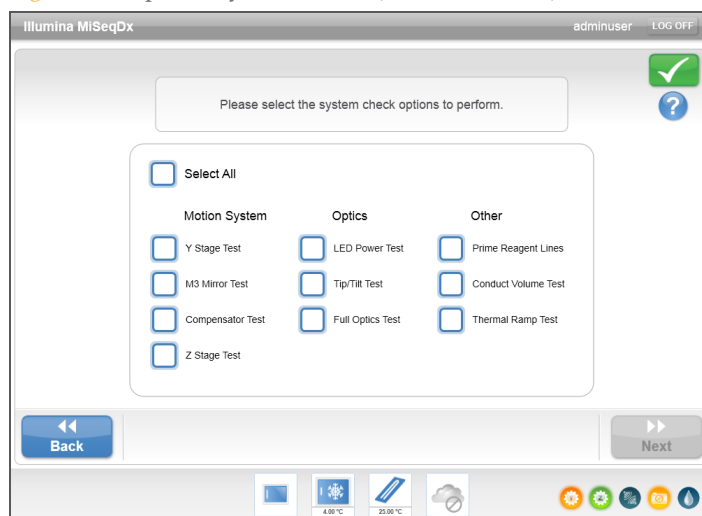 Illumina MiSeqDx adminuser LOG OFF
Please select the system check options to perform.
?
Select All
Motion System Optics Other
Y Stage Test LED Power Test Prime Reagent Lines
M3 Mirror Test Tip/Tilt Test Conduct Volume Test
Compensator Test Full Optics Test Thermal Ramp Test
Z Stage Test
Back Next
4.00 °C 25.00 °C